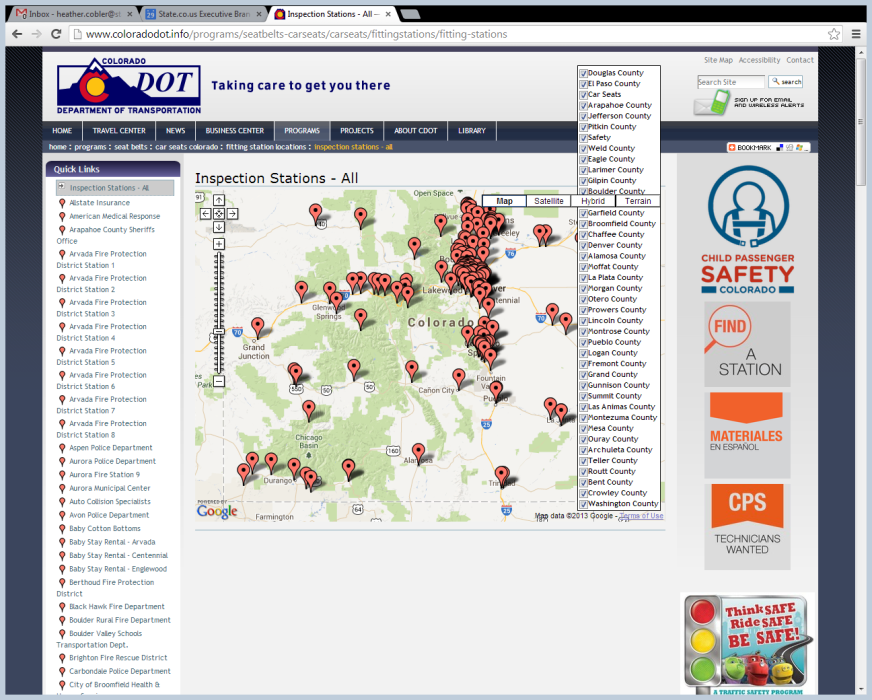 Inbox - heather.cobler@st
State.co.us Executive Bran
Inspection Stations - All —
www.coloradodot.info/programs/seatbelts-carseats/carseats/fittingstations/fitting-stations
COLORADO
DOT
DEPARTMENT OF TRANSPORTATION
Taking care to get you there
Site Map Accessibility Contact
Search Site
search
SIGN UP FOR EMAIL
AND WIRELESS ALERTS
HOME
TRAVEL CENTER
NEWS
BUSINESS CENTER
PROGRAMS
PROJECTS
ABOUT CDOT
LIBRARY
home : programs : seat belts : car seats colorado : fitting station locations : inspection stations - all
BOOKMARK
Quick Links
Inspection Stations - All
Allstate Insurance
American Medical Response
Arapahoe County Sheriffs
Office
Arvada Fire Protection
District Station 1
Arvada Fire Protection
District Station 2
Arvada Fire Protection
District Station 3
Arvada Fire Protection
District Station 4
Arvada Fire Protection
District Station 5
Arvada Fire Protection
District Station 6
Arvada Fire Protection
District Station 7
Arvada Fire Protection
District Station 8
Aspen Police Department
Aurora Police Department
Aurora Fire Station 9
Aurora Municipal Center
Auto Collision Specialists
Avon Police Department
Baby Cotton Bottoms
Baby Stay Rental - Arvada
Baby Stay Rental - Centennial
Baby Stay Rental - Englewood
Berthoud Fire Protection
District
Black Hawk Fire Department
Boulder Rural Fire Department
Boulder Valley Schools
Transportation Dept.
Brighton Fire Rescue District
Carbondale Police Department
City of Broomfield Health &
Inspection Stations - All
Open Space
Map
Satellite
Hybrid
Terrain
Douglas County
El Paso County
Car Seats
Arapahoe County
Jefferson County
Pitkin County
Safety
Weld County
Eagle County
Larimer County
Gilpin County
Boulder County
Garfield County
Broomfield County
Chaffee County
Denver County
Alamosa County
Moffat County
La Plata County
Morgan County
Otero County
Prowers County
Lincoln County
Montrose County
Pueblo County
Logan County
Fremont County
Grand County
Gunnison County
Summit County
Las Animas County
Montezuma County
Mesa County
Ouray County
Archuleta County
Teller County
Routt County
Bent County
Crowley County
Washington County
40
76
70
Glenwood
Springs
Colorado
70
70
Grand
Junction
550
50
50
Cañon City
Fountain
25
Chicago
Basin
160
Durango
64
25
Farmington
POWERED BY
Google
Map data ©2013 Google - Terms of Use
CHILD PASSENGER
SAFETY
COLORADO
FIND
A
STATION
MATERIALES
EN ESPAÑOL
CPS
TECHNICIANS
WANTED
Think SAFE
Ride SAFE
BE SAFE!
A TRAFFIC SAFETY PROGRAM